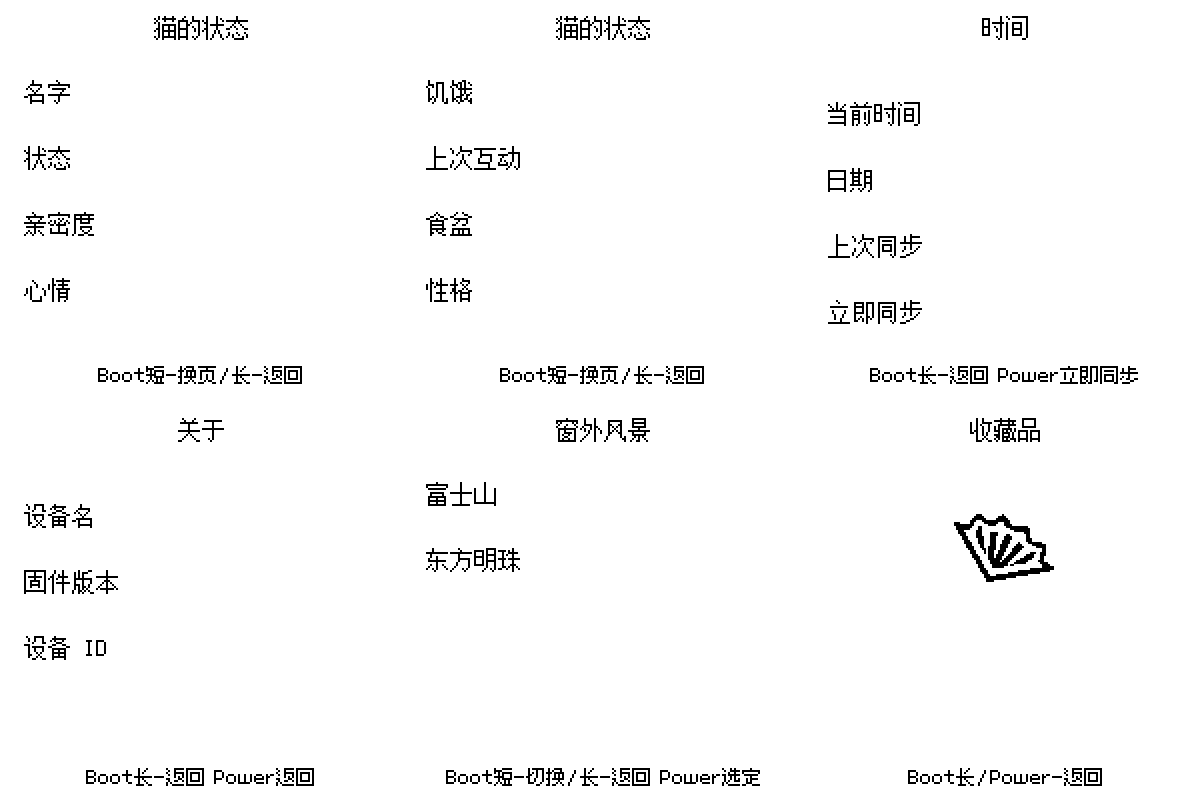 猫的状态
名字
状态
亲密度
心情
Boot短-换页/长-返回
猫的状态
饥饿
上次互动
食盆
性格
Boot短-换页/长-返回
时间
当前时间
日期
上次同步
立即同步
Boot长-返回 Power立即同步
关于
设备名
固件版本
设备 ID
Boot长-返回 Power返回
窗外风景
富士山
东方明珠
Boot短-切换/长-返回 Power选定
收藏品
Boot长/Power-返回